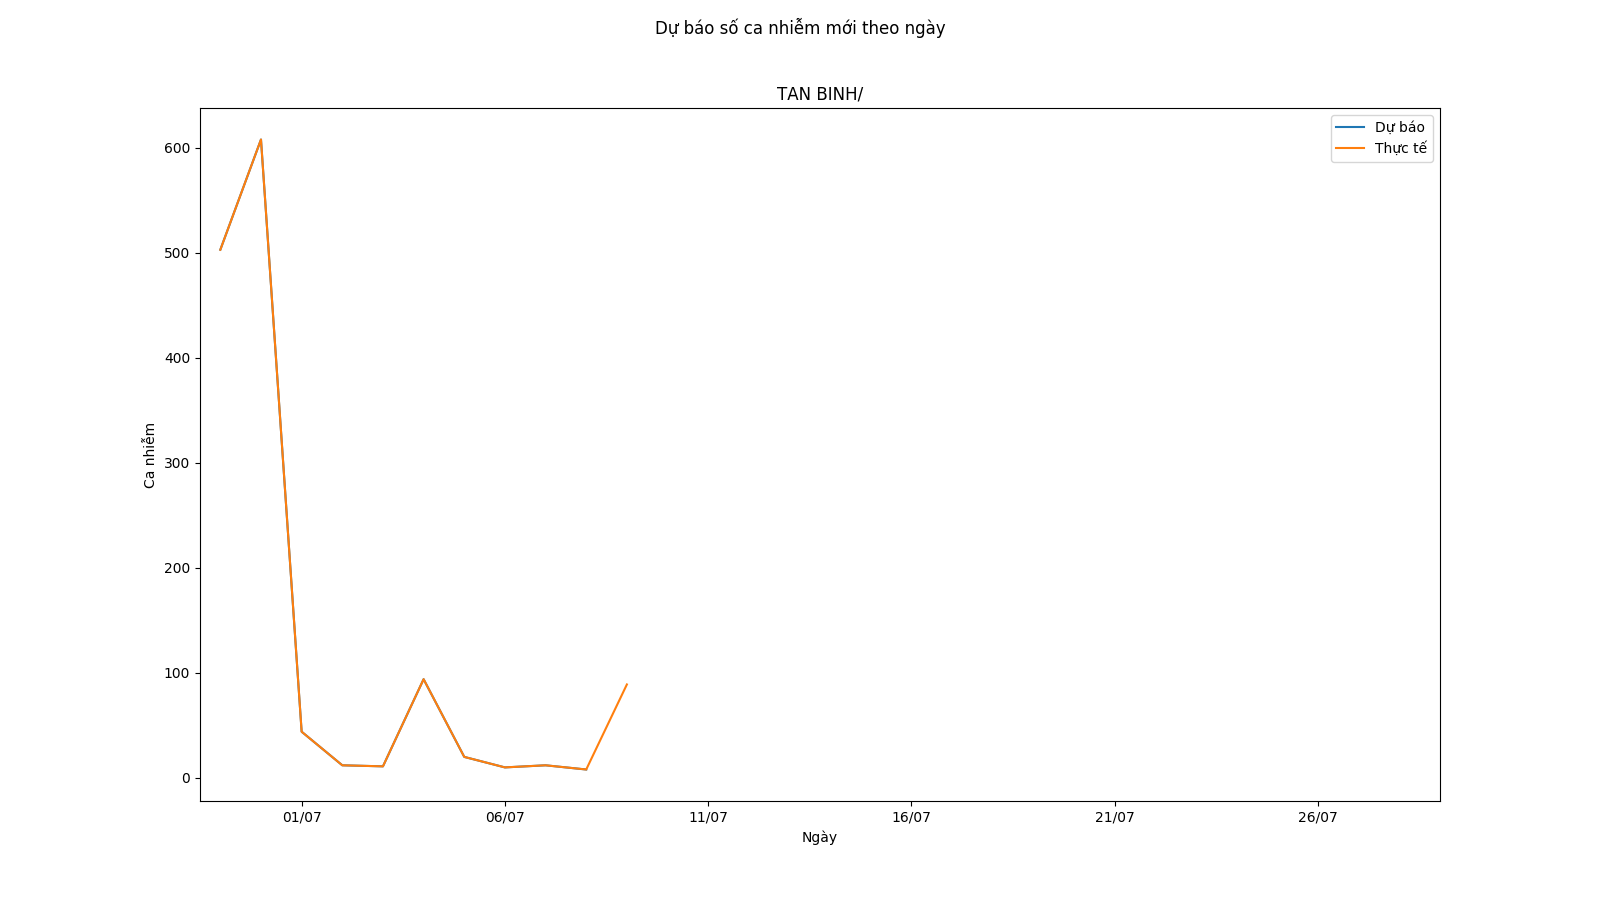 Dự báo số ca nhiễm mới theo ngày
TAN BINH/
Dự báo
Thực tế
600
500
400
300
200
100
0
Ca nhiễm
01/07
06/07
11/07
16/07
21/07
26/07
Ngày